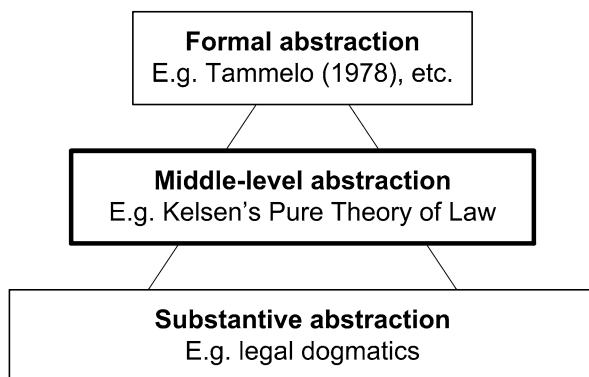 Formal abstraction
E.g. Tammelo (1978), etc.
Middle-level abstraction
E.g. Kelsen's Pure Theory of Law
Substantive abstraction
E.g. legal dogmatics